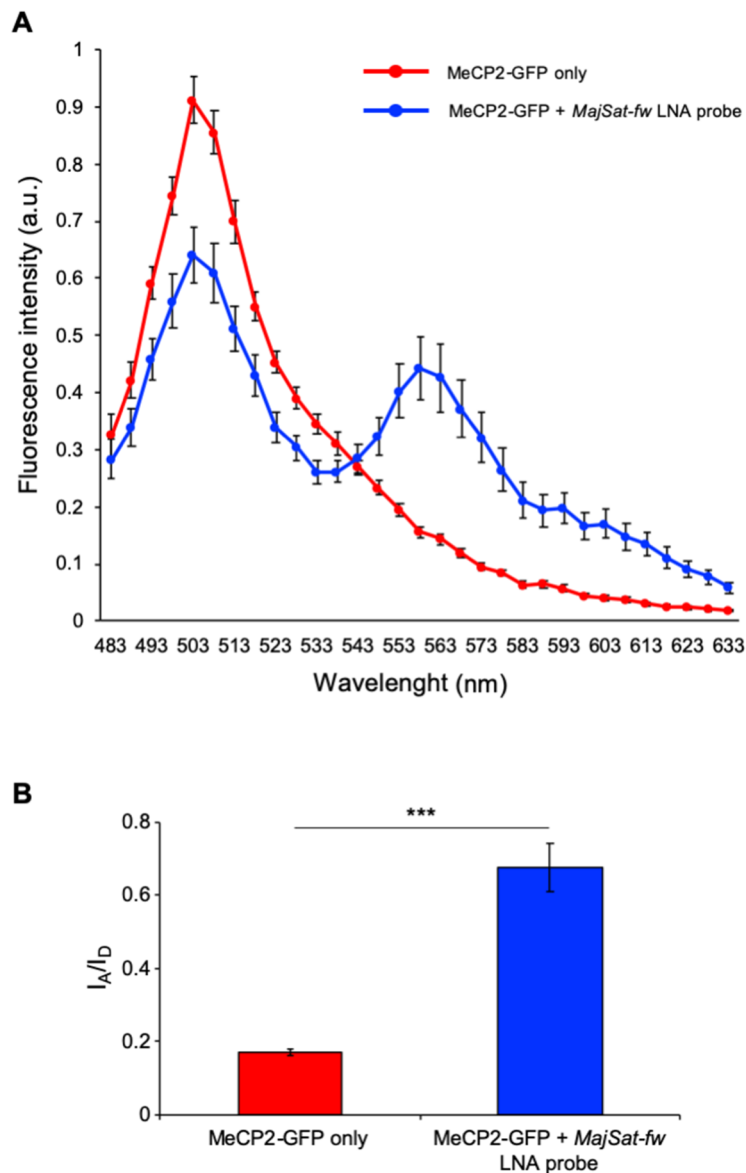 A
MeCP2-GFP only
MeCP2-GFP + MajSat-fw LNA probe
Fluorescence intensity (a.u.)
1
0.9
0.8
0.7
0.6
0.5
0.4
0.3
0.2
0.1
0
483 493 503 513 523 533 543 553 563 573 583 593 603 613 623 633
Wavelenght (nm)
B
***
IA/ID
0.8
0.6
0.4
0.2
0
MeCP2-GFP only
MeCP2-GFP + MajSat-fw
LNA probe